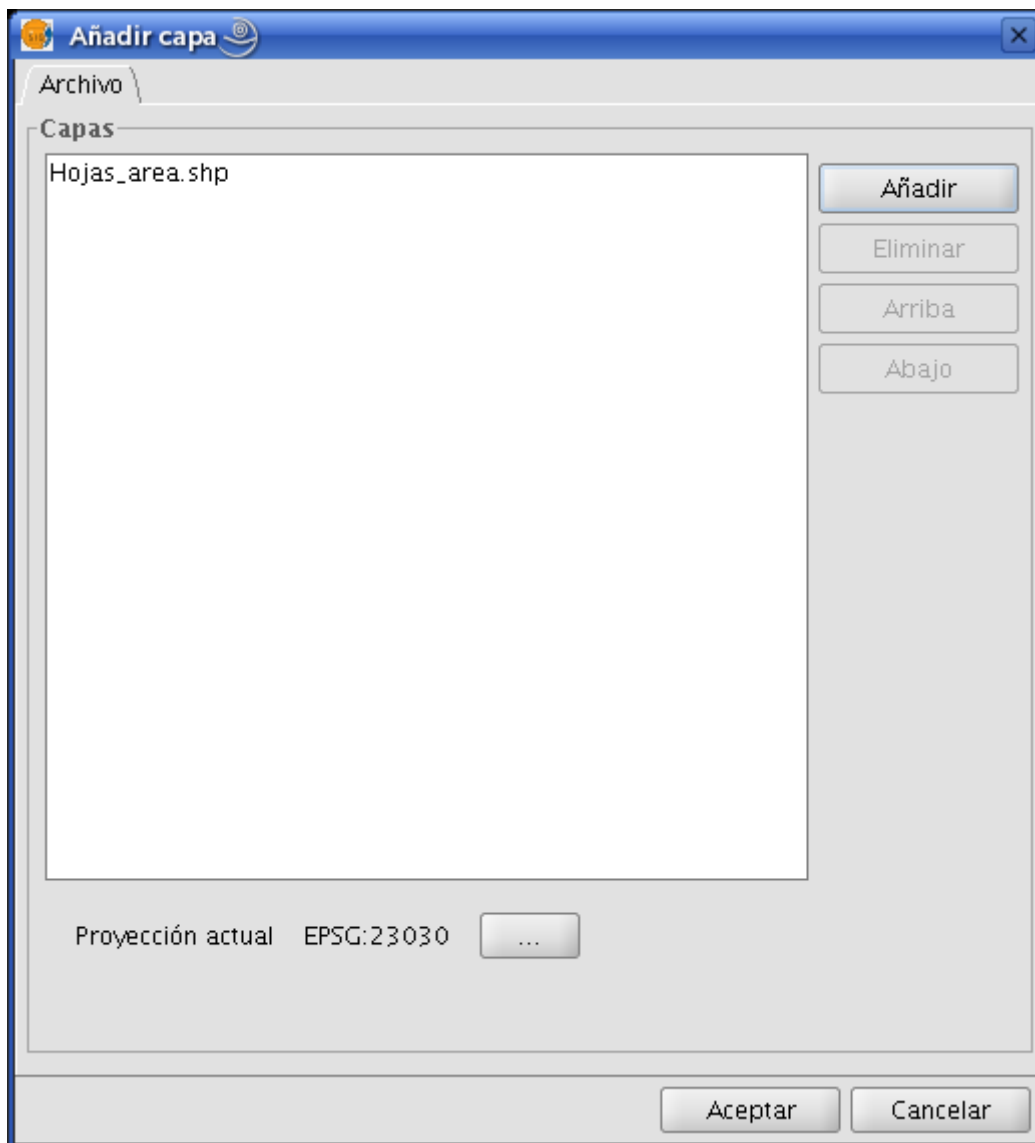 Añadir capa
Archivo
Capas
Hojas_area.shp
Añadir
Eliminar
Arriba
Abajo
Proyección actual EPSG:23030 ...
Aceptar Cancelar